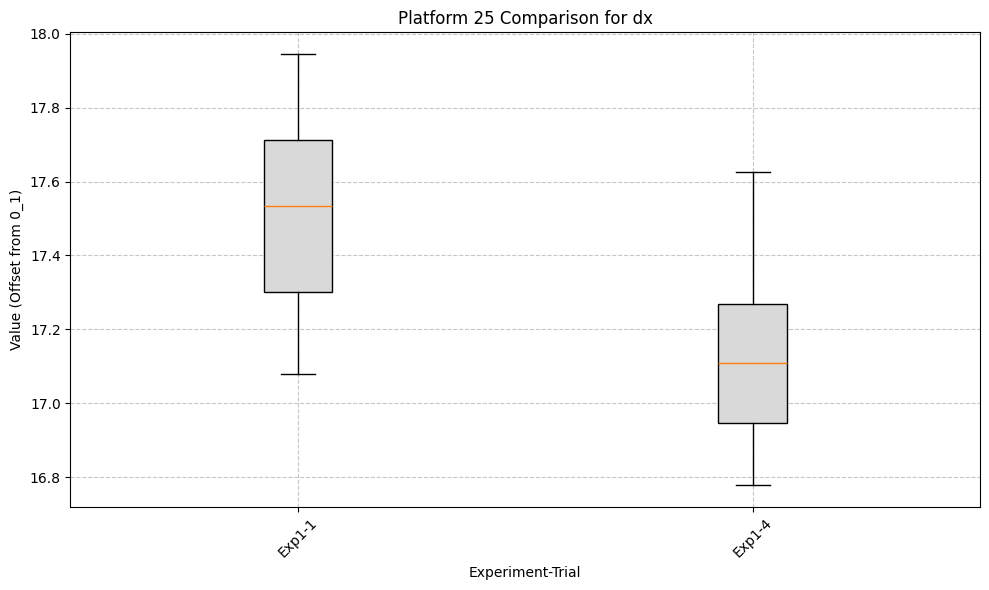 Platform 25 Comparison for dx
18.0
17.8
17.6
17.4
17.2
17.0
16.8
Value (Offset from 0_1)
Exp1-1
Exp1-4
Experiment-Trial